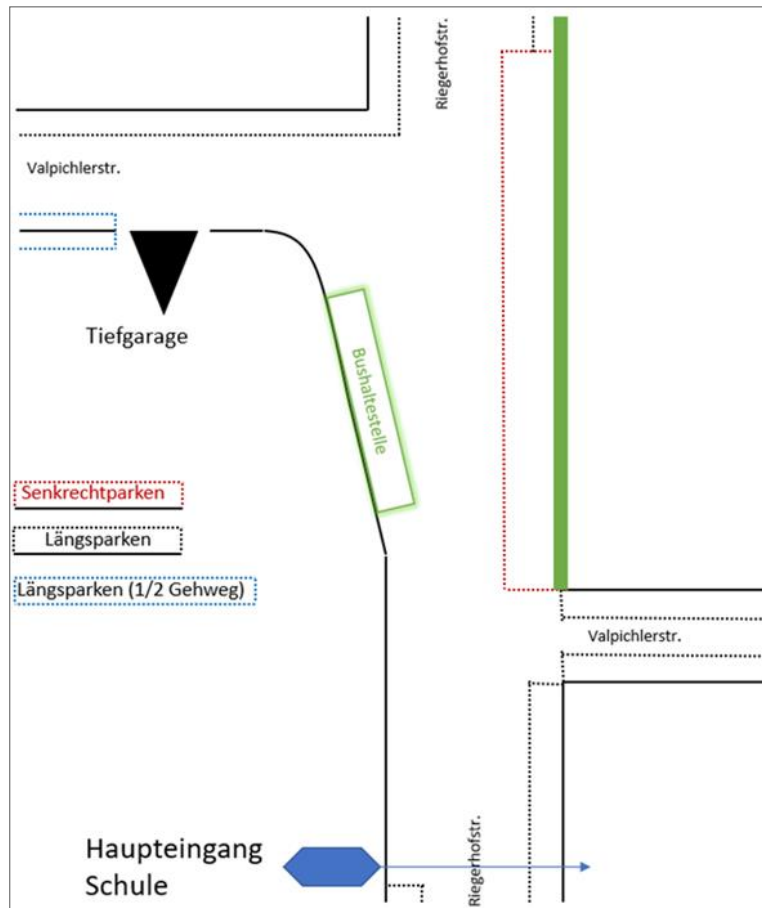 Riegerhofstr.
Valpichlerstr.
Tiefgarage
Bushaltestelle
Senkrechtparken
Längsparken
Längsparken (1/2 Gehweg)
Valpichlerstr.
Haupteingang
Schule
Riegerhofstr.